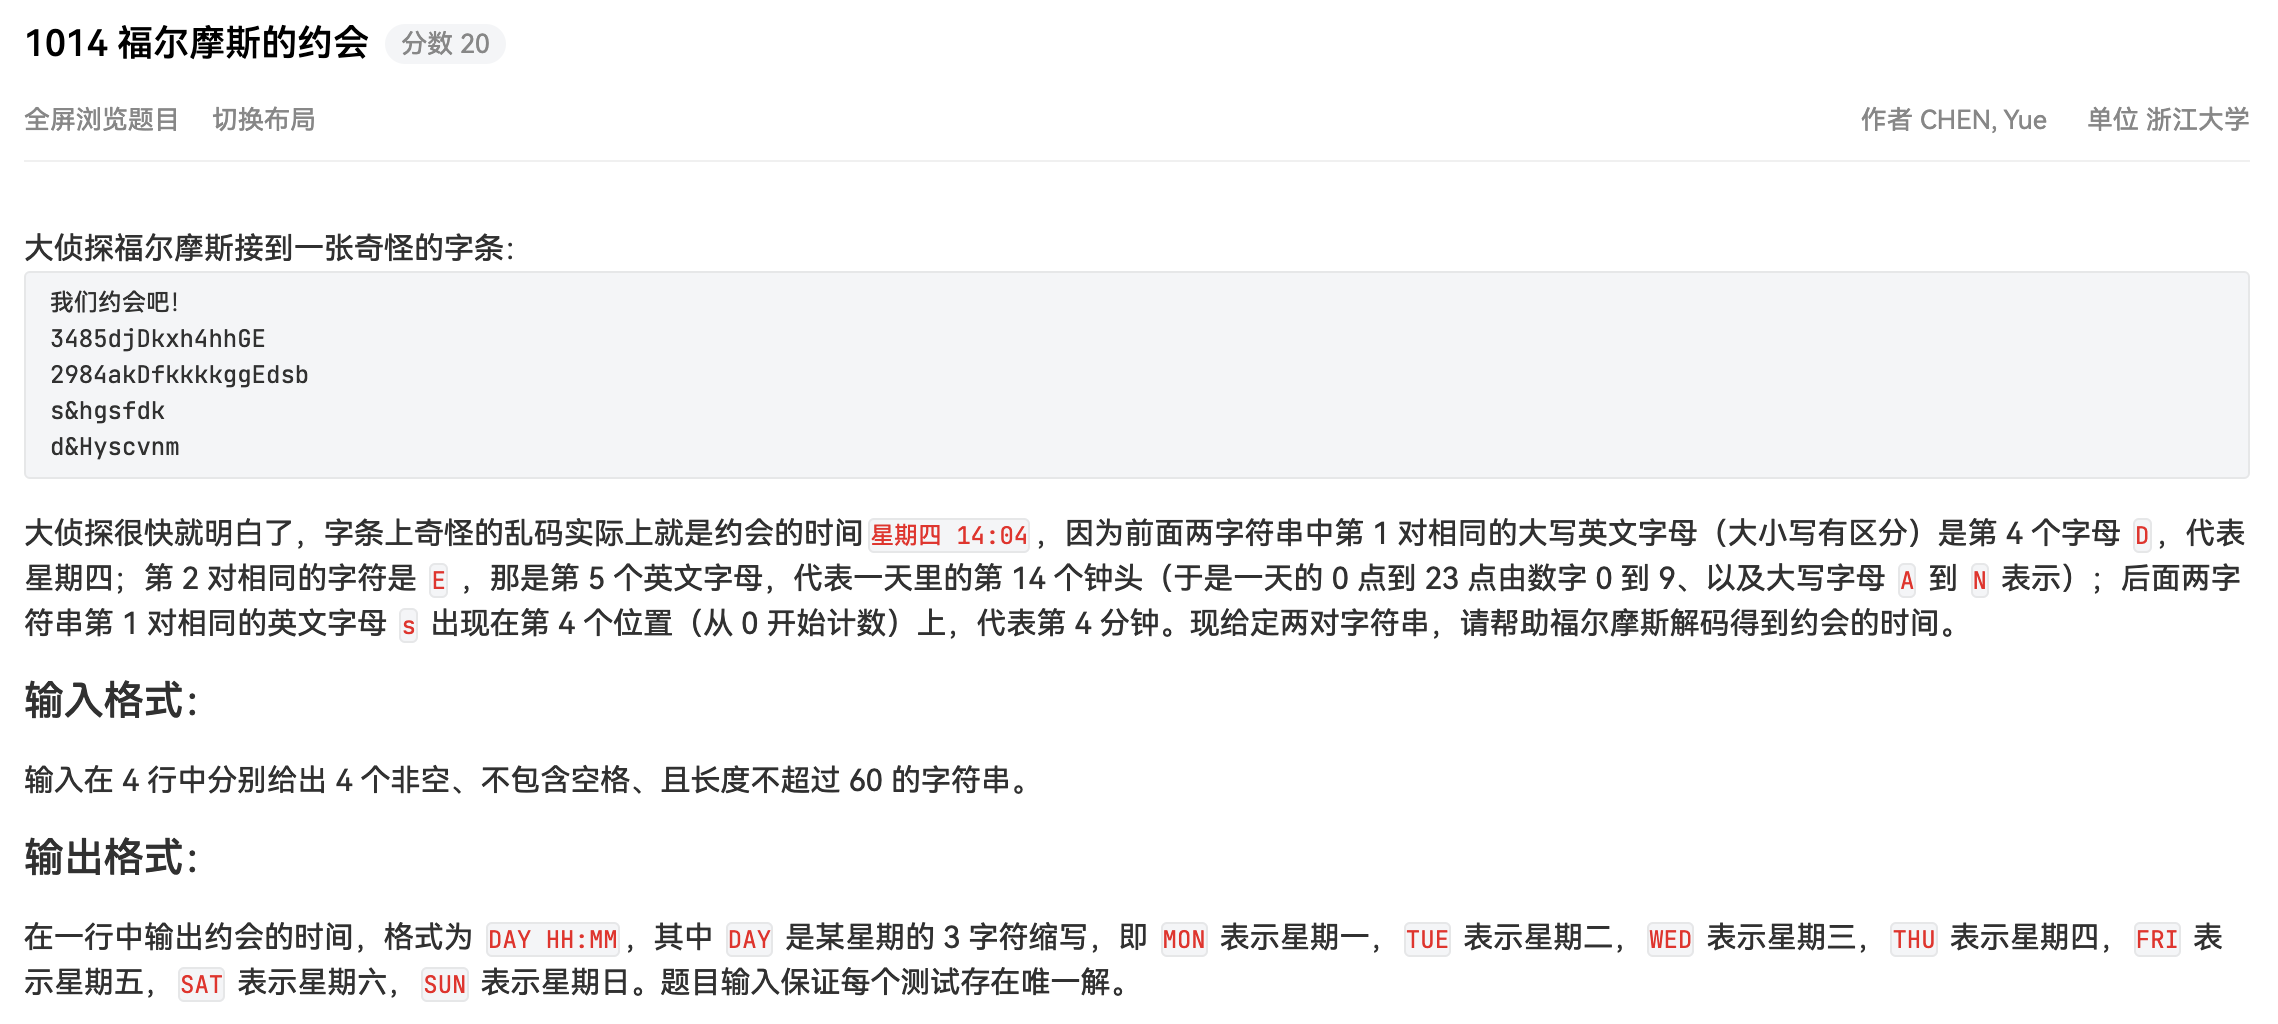 1014 福尔摩斯的约会 分数 20
全屏浏览题目 切换布局 作者 CHEN, Yue 单位 浙江大学
大侦探福尔摩斯接到一张奇怪的字条：
我们约会吧！
3485djDkxh4hhGE
2984akDfkkkkggEdsb
s&hgsfdk
d&Hyscvnm
大侦探很快就明白了，字条上奇怪的乱码实际上就是约会的时间星期四 14:04，因为前面两字符串中第 1 对相同的大写英文字母（大小写有区分）是第 4 个字母 D，代表
星期四；第 2 对相同的字符是 E ，那是第 5 个英文字母，代表一天里的第 14 个钟头（于是一天的 0 点到 23 点由数字 0 到 9、以及大写字母 A 到 N 表示）；后面两字
符串第 1 对相同的英文字母 s 出现在第 4 个位置（从 0 开始计数）上，代表第 4 分钟。现给定两对字符串，请帮助福尔摩斯解码得到约会的时间。
输入格式：
输入在 4 行中分别给出 4 个非空、不包含空格、且长度不超过 60 的字符串。
输出格式：
在一行中输出约会的时间，格式为 DAY HH:MM，其中 DAY 是某星期的 3 字符缩写，即 MON 表示星期一，TUE 表示星期二，WED 表示星期三，THU 表示星期四，FRI 表
示星期五，SAT 表示星期六，SUN 表示星期日。题目输入保证每个测试存在唯一解。